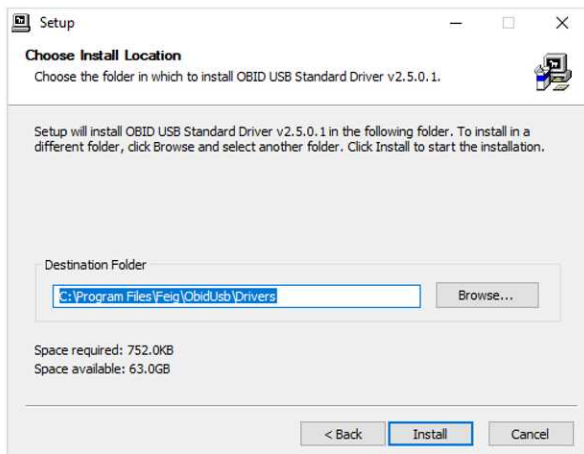 Setup
Choose Install Location
Choose the folder in which to install OBID USB Standard Driver v2.5.0.1.
Setup will install OBID USB Standard Driver v2.5.0.1 in the following folder. To install in a
different folder, click Browse and select another folder. Click Install to start the installation.
Destination Folder
C:\Program Files\Feig\ObidUsb\Drivers
Browse...
Space required: 752.0KB
Space available: 63.0GB
< Back
Install
Cancel